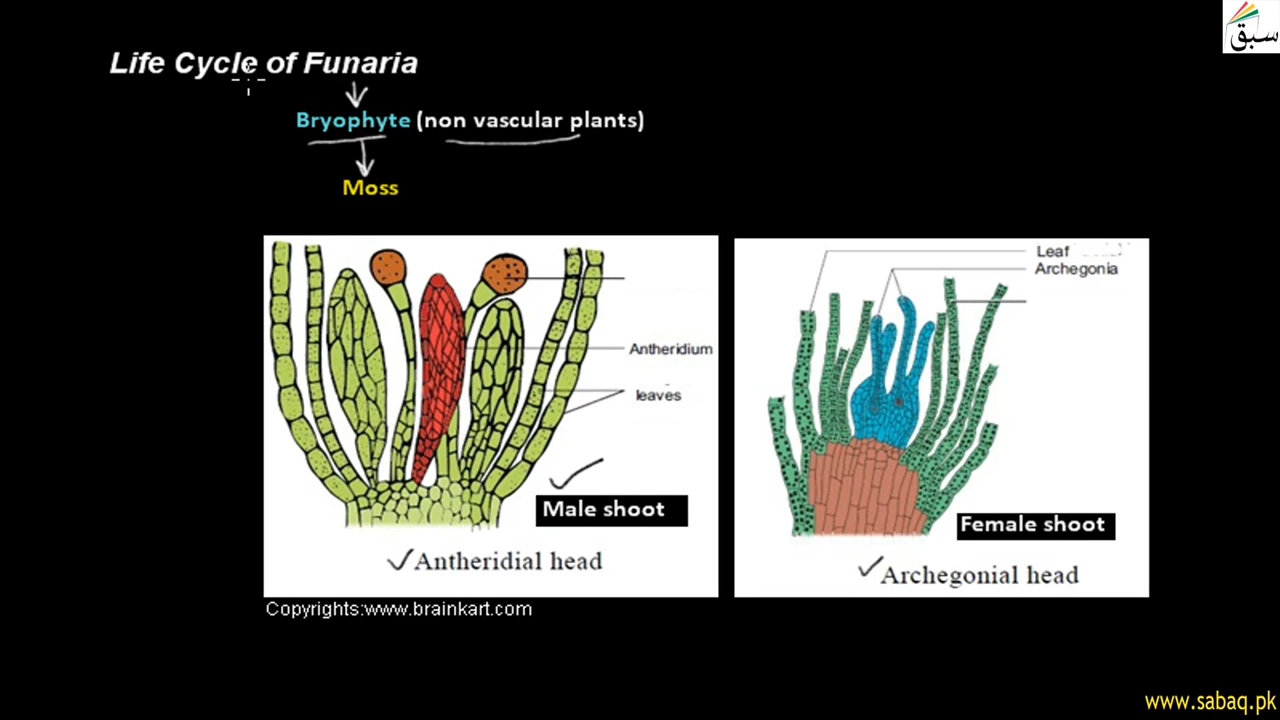 سبق
Life Cycle of Funaria
Bryophyte (non vascular plants)
Moss
Antheridium
leaves
Male shoot
Antheridial head
Leaf
Archegonia
Female shoot
Archegonial head
Copyrights:www.brainkart.com
www.sabaq.pk